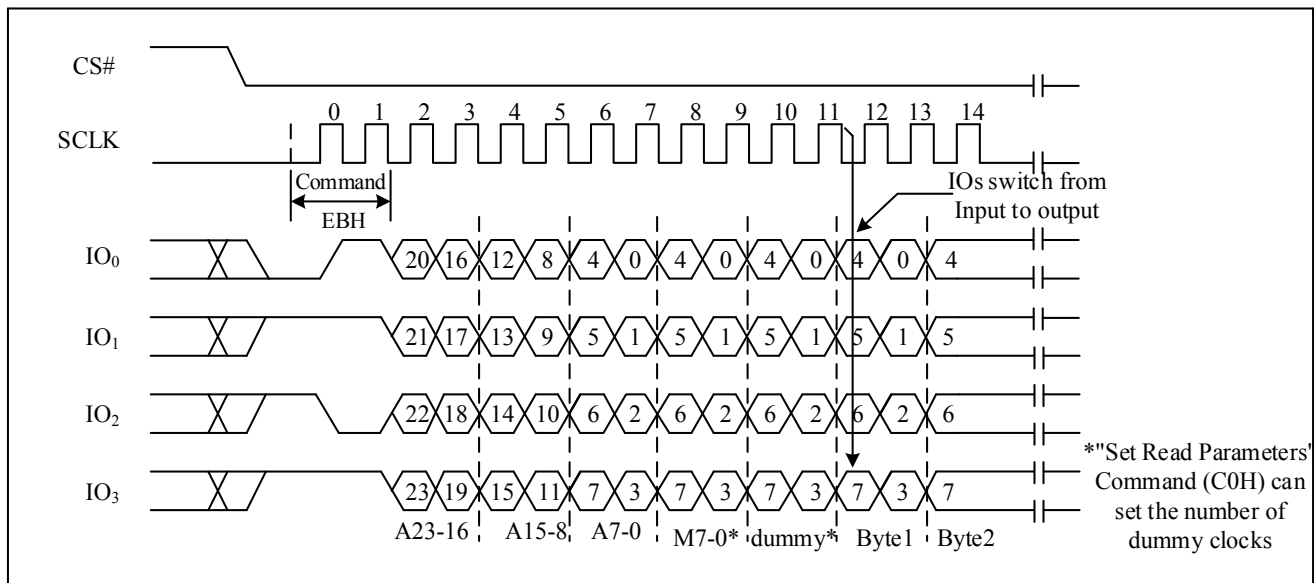 CS#
0 1 2 3 4 5 6 7 8 9 10 11 12 13 14
SCLK
Command
EBH
IOs switch from
Input to output
IO0 20 16 12 8 4 0 4 0 4 0 4 0 4
IO1 21 17 13 9 5 1 5 1 5 1 5 1 5
IO2 22 18 14 10 6 2 6 2 6 2 6 2 6
IO3 23 19 15 11 7 3 7 3 7 3 7 3 7
A23-16 A15-8 A7-0 M7-0* dummy* Byte1 Byte2
*"Set Read Parameters"
Command (C0H) can
set the number of
dummy clocks